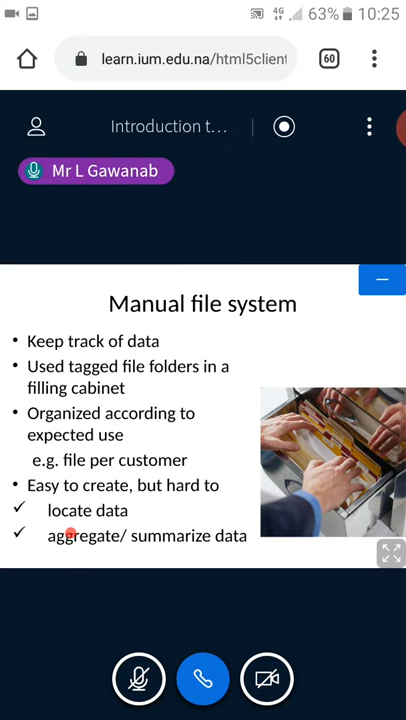 4G 63% 10:25
learn.ium.edu.na/html5client 60
Introduction t...
Mr L Gawanab
Manual file system
• Keep track of data
• Used tagged file folders in a
filling cabinet
• Organized according to
expected use
e.g. file per customer
• Easy to create, but hard to
✓ locate data
✓ aggregate/ summarize data